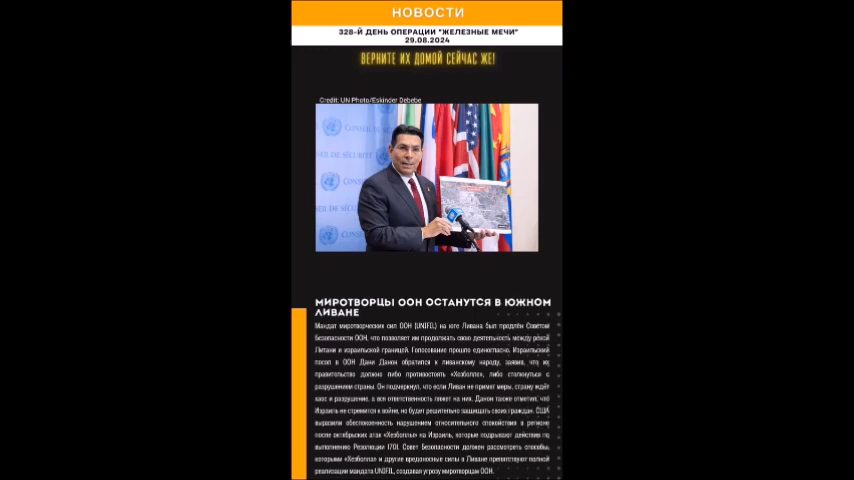 НОВОСТИ
328-Й ДЕНЬ ОПЕРАЦИИ "ЖЕЛЕЗНЫЕ МЕЧИ"
29.08.2024
ВЕРНИТЕ ИХ ДОМОЙ СЕЙЧАС ЖЕ!
Credit: UN Photo/Eskinder Debebe
CONSEIL
DE SÉCURITÉ
МИРОТВОРЦЫ ООН ОСТАНУТСЯ В ЮЖНОМ
ЛИВАНЕ
Мандат миротворческих сил ООН (UNIFIL) на юге Ливана был продлён Советом
Безопасности ООН, что позволяет им продолжать свою деятельность между рекой
Литани и израильской границей. Голосование прошло единогласно. Израильский
посол в ООН Дани Данон обратился к ливанскому народу, заявив, что их
правительство должно либо противостоять «Хезболле», либо столкнуться с
разрушением страны. Он подчеркнул, что если Ливан не примет меры, страну ждёт
хаос и разрушение, а вся ответственность ляжет на них. Данон также отметил, что
Израиль не стремится к войне, но будет решительно защищать своих граждан. США
выразили обеспокоенность нарушением относительного спокойствия в регионе
после октябрьских атак «Хезболлы» на Израиль, которые подрывают действия по
выполнению Резолюции 1701. Совет Безопасности должен рассмотреть способы,
которыми «Хезболла» и другие вредоносные силы в Ливане препятствуют полной
реализации мандата UNIFIL, создавая угрозу миротворцам ООН.